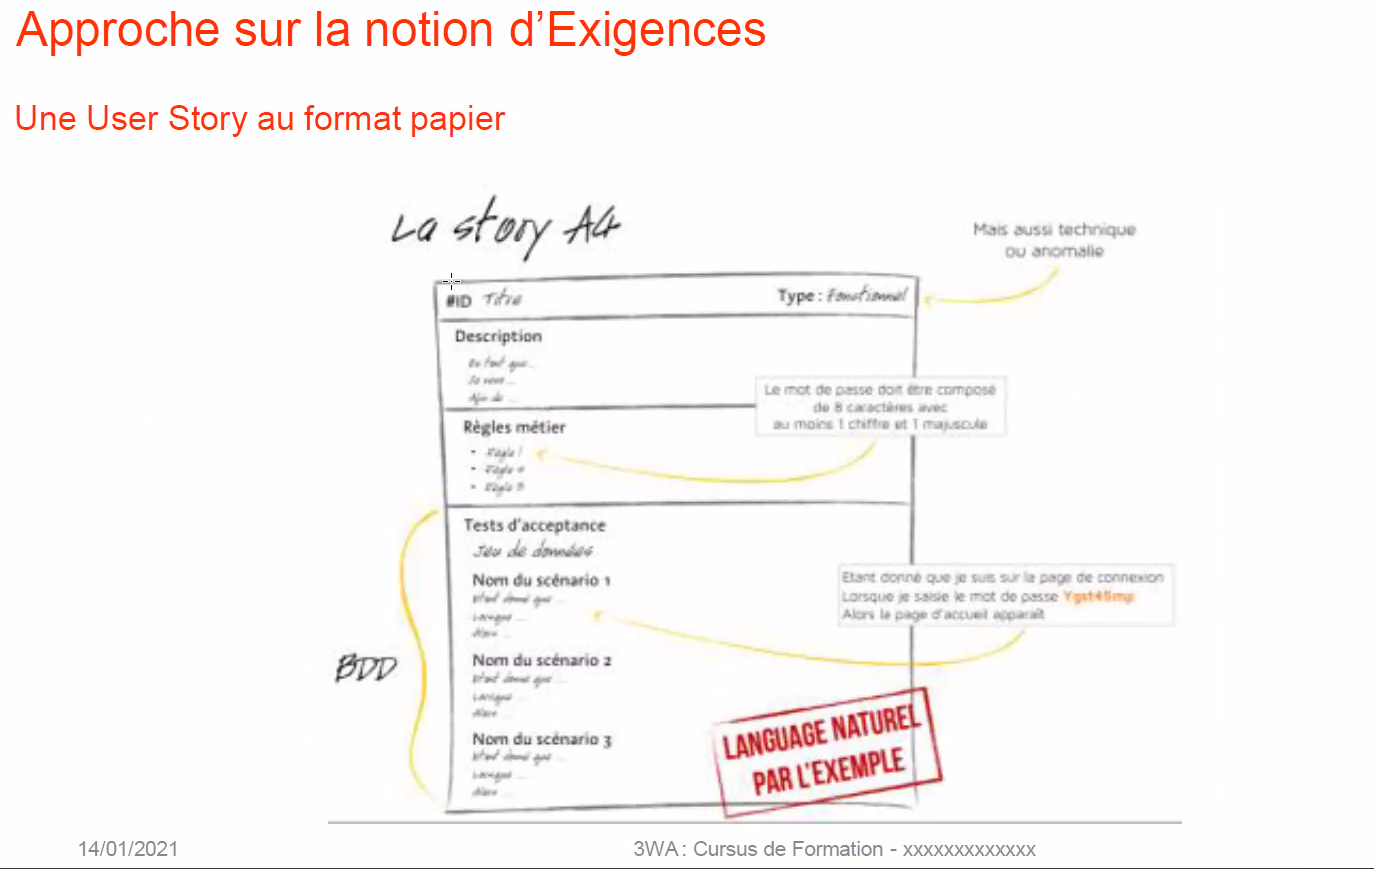 Approche sur la notion d'Exigences
Une User Story au format papier
La story A4
Mais aussi technique
ou anomalie
#ID Titre
Type : Fonctionnel
Description
En tant que ...
Je veux ...
Afin de ...
Le mot de passe doit être composé
de 8 caractères avec
au moins 1 chiffre et 1 majuscule
Règles métier
• Règle 1
• Règle
• Règle
Tests d'acceptance
Jeu de données
Nom du scénario 1
Etant donné que ...
Lorsque ...
Alors ...
Etant donné que je suis sur la page de connexion
Lorsque je saisie le mot de passe Ygst45mp
Alors la page d'accueil apparaît
BDD
Nom du scénario 2
Etant donné que ...
Lorsque ...
Alors ...
Nom du scénario 3
Etant donné que ...
Lorsque ...
Alors ...
LANGUAGE NATUREL
PAR L'EXEMPLE
14/01/2021
3WA : Cursus de Formation - xxxxxxxxxxxxx